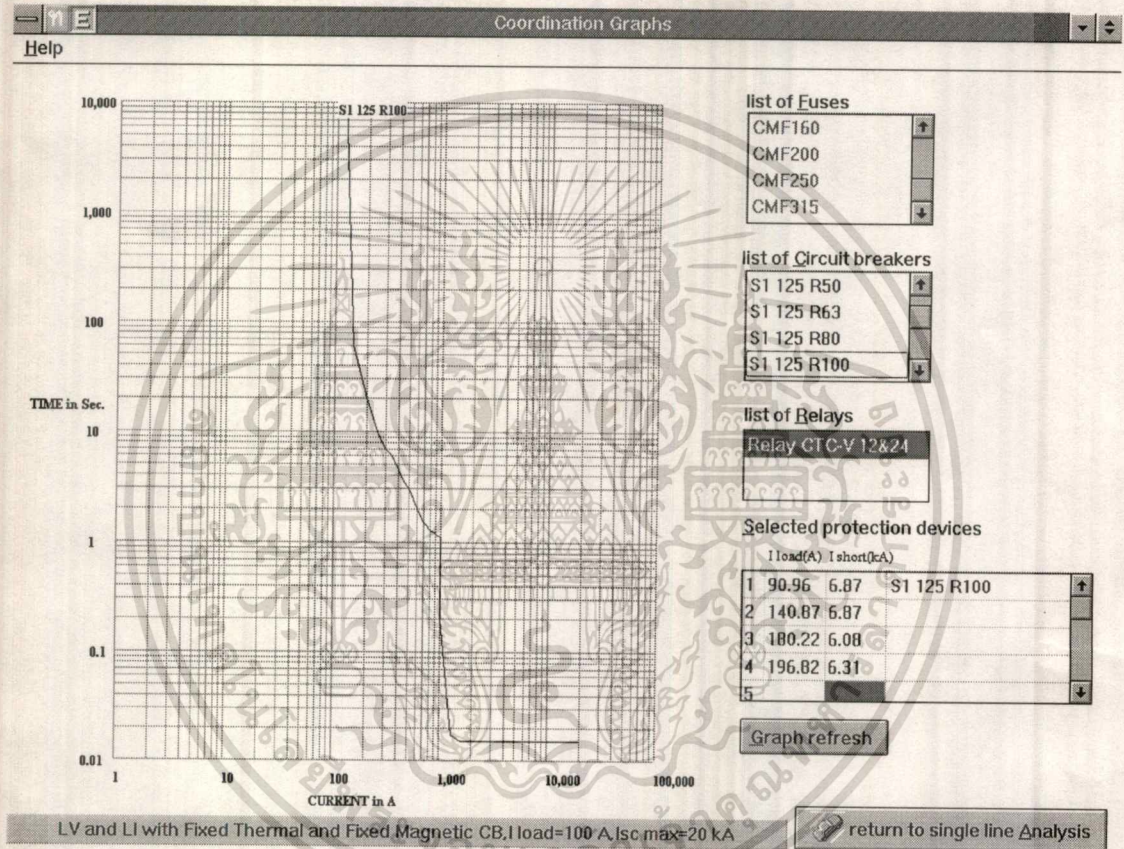 ท E Coordination Graphs
Help
10,000
1,000
100
TIME in Sec.
10
1
0.1
0.01
S1 125 R100
1 10 100 1,000 10,000 100,000
CURRENT in A
list of Fuses
CMF160
CMF200
CMF250
CMF315
list of Circuit breakers
S1 125 R50
S1 125 R63
S1 125 R80
S1 125 R100
list of Relays
Relay CTC-V 12&24
Selected protection devices
I load(A) I short(kA)
1 90.96 6.87 S1 125 R100
2 140.87 6.87
3 180.22 6.08
4 196.82 6.31
5
Graph refresh
LV and LI with Fixed Thermal and Fixed Magnetic CB,I load=100 A,Isc max=20 kA
return to single line Analysis